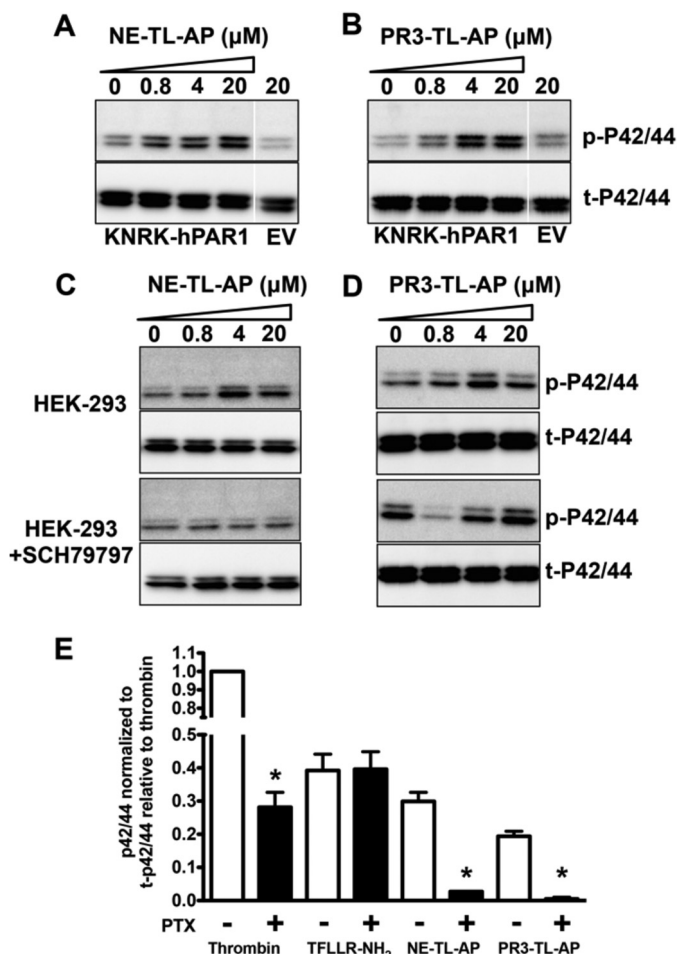 A
NE-TL-AP (µM)
0 0.8 4 20 20
KNRK-hPAR1 EV
B
PR3-TL-AP (µM)
0 0.8 4 20 20
p-P42/44
t-P42/44
KNRK-hPAR1 EV
C
NE-TL-AP (µM)
0 0.8 4 20
HEK-293
HEK-293
+SCH79797
D
PR3-TL-AP (µM)
0 0.8 4 20
p-P42/44
t-P42/44
p-P42/44
t-P42/44
E
p42/44 normalized to
t-p42/44 relative to thrombin
1.1
1.0
0.9
0.8
0.5
0.4
0.3
0.2
0.1
0.0
* * *
PTX - + - + - + - +
Thrombin TFLLR-NH₂ NE-TL-AP PR3-TL-AP